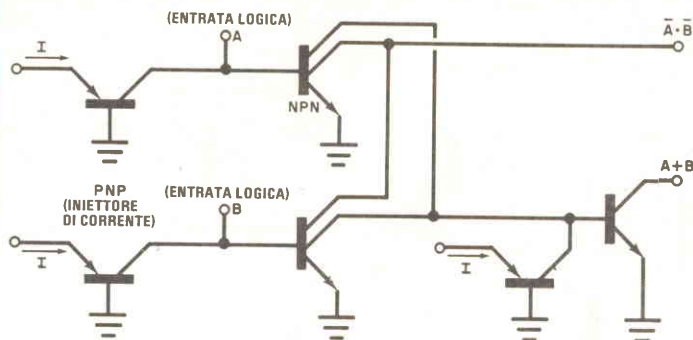 (ENTRATA LOGICA)
A
I
NPN
Ā·B̄
PNP
(INIETTORE
DI CORRENTE)
(ENTRATA LOGICA)
B
I
I
A+B